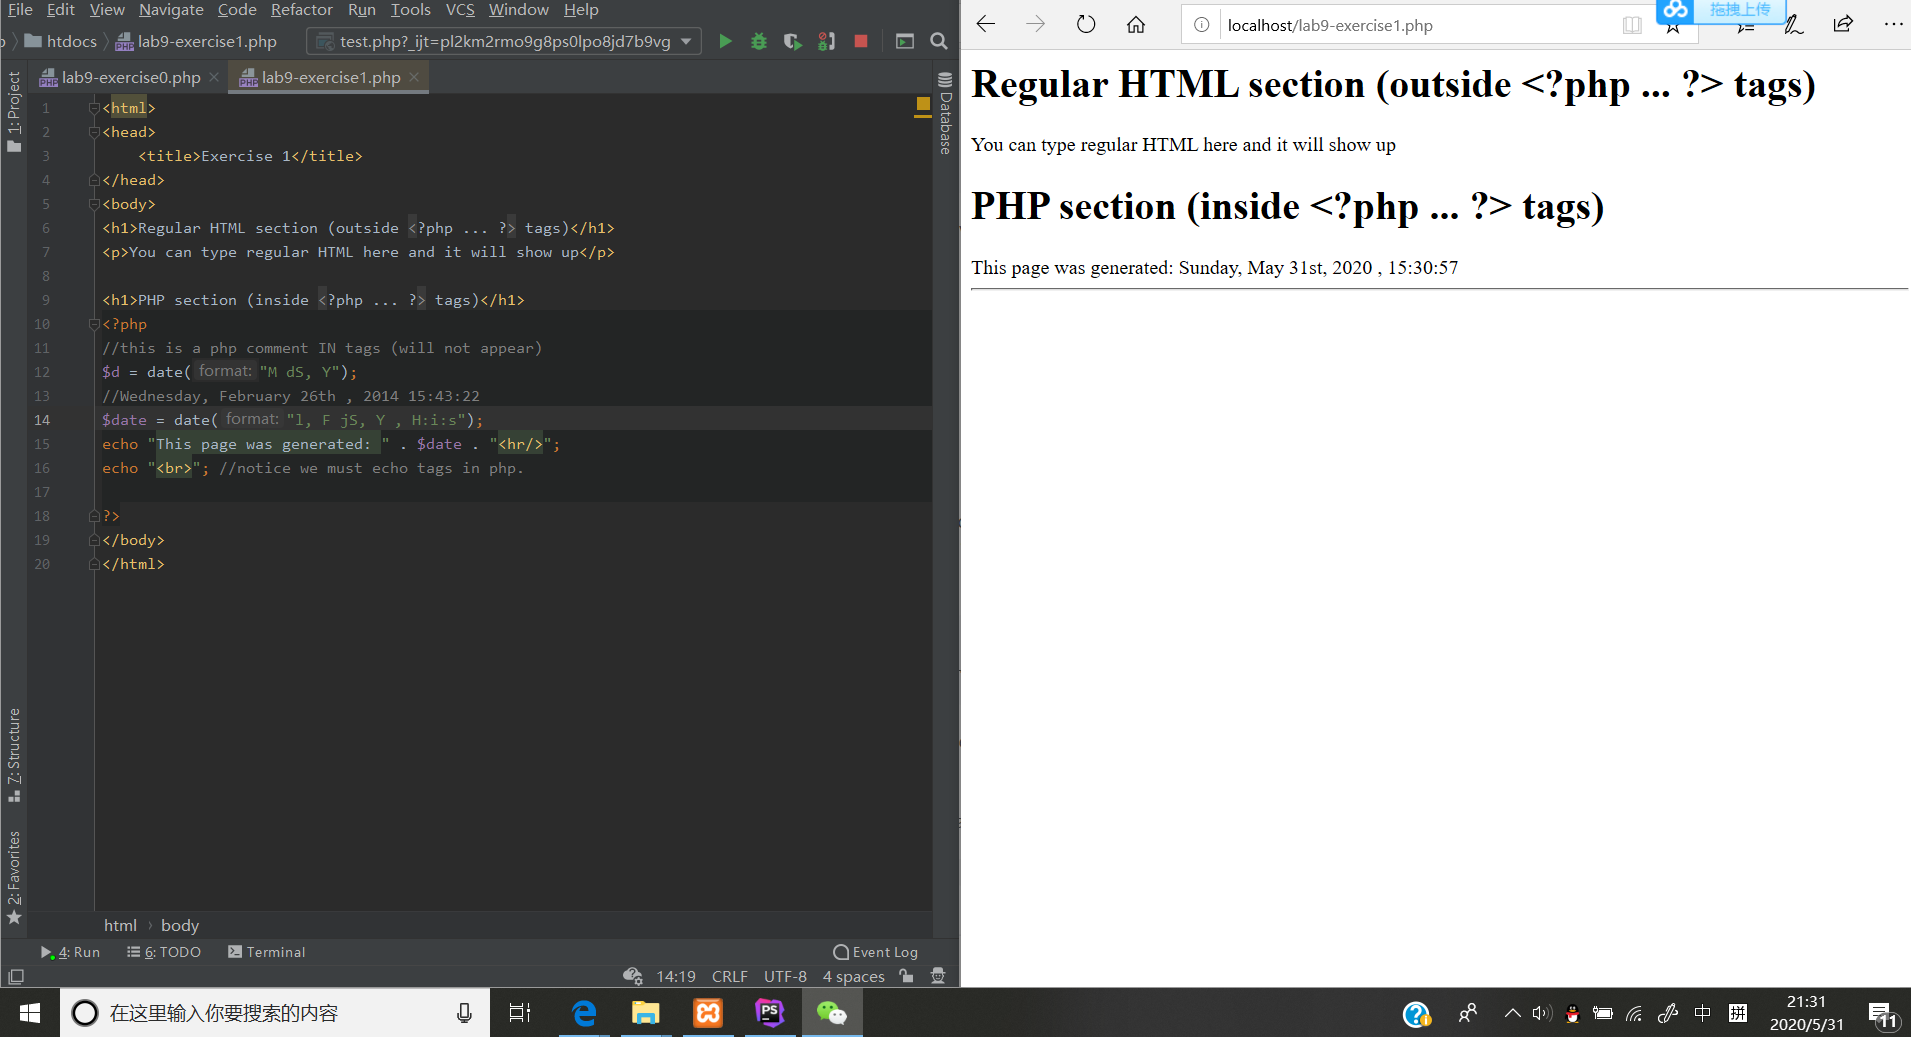 File Edit View Navigate Code Refactor Run Tools VCS Window Help
htdocs lab9-exercise1.php test.php?_ijt=pl2km2rmo9g8ps0lpo8jd7b9vg
lab9-exercise0.php lab9-exercise1.php
1: Project
7: Structure
2: Favorites
1 <html>
2 <head>
3 <title>Exercise 1</title>
4 </head>
5 <body>
6 <h1>Regular HTML section (outside <?php ... ?> tags)</h1>
7 <p>You can type regular HTML here and it will show up</p>
8
9 <h1>PHP section (inside <?php ... ?> tags)</h1>
10 <?php
11 //this is a php comment IN tags (will not appear)
12 $d = date( format: "M dS, Y");
13 //Wednesday, February 26th , 2014 15:43:22
14 $date = date( format: "l, F jS, Y , H:i:s");
15 echo "This page was generated: " . $date . "<hr/>";
16 echo "<br>"; //notice we must echo tags in php.
17
18 ?>
19 </body>
20 </html>
Database
html › body
4: Run 6: TODO Terminal Event Log
14:19 CRLF UTF-8 4 spaces
localhost/lab9-exercise1.php
拖拽上传
Regular HTML section (outside <?php ... ?> tags)
You can type regular HTML here and it will show up
PHP section (inside <?php ... ?> tags)
This page was generated: Sunday, May 31st, 2020 , 15:30:57
在这里输入你要搜索的内容
PS
中 拼
21:31
2020/5/31
11